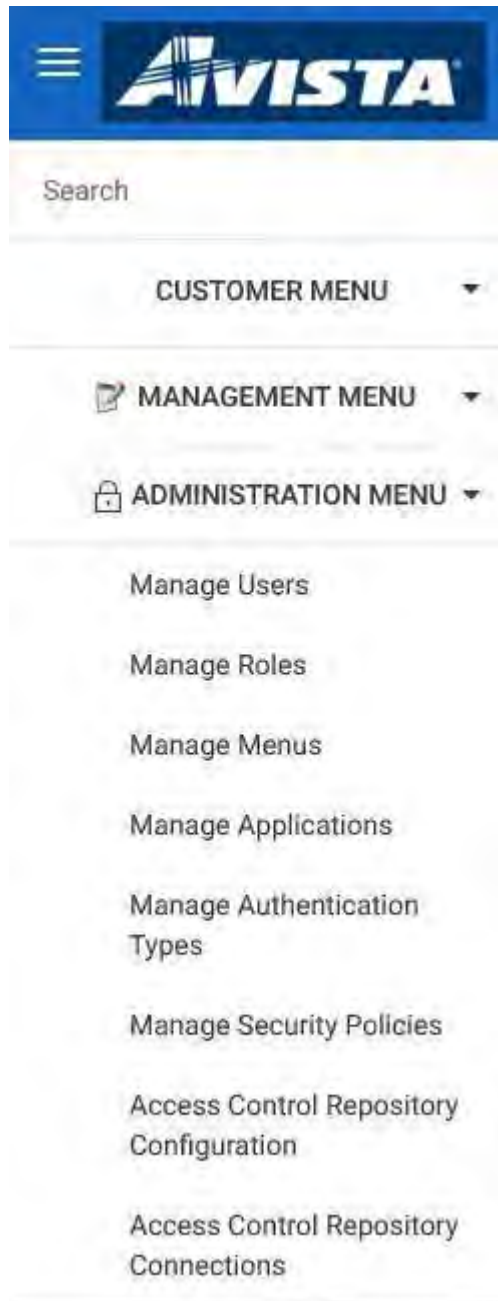 AVISTA
Search
CUSTOMER MENU
MANAGEMENT MENU
ADMINISTRATION MENU
Manage Users
Manage Roles
Manage Menus
Manage Applications
Manage Authentication
Types
Manage Security Policies
Access Control Repository
Configuration
Access Control Repository
Connections